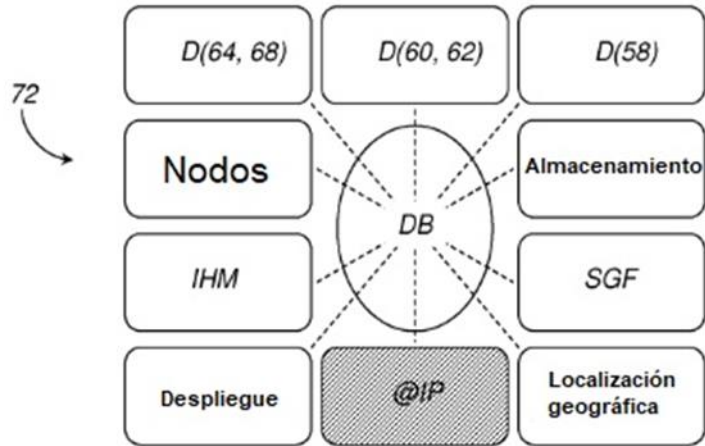 D(64, 68)
D(60, 62)
D(58)
72
Nodos
Almacenamiento
DB
IHM
SGF
Despliegue
@IP
Localización
geográfica